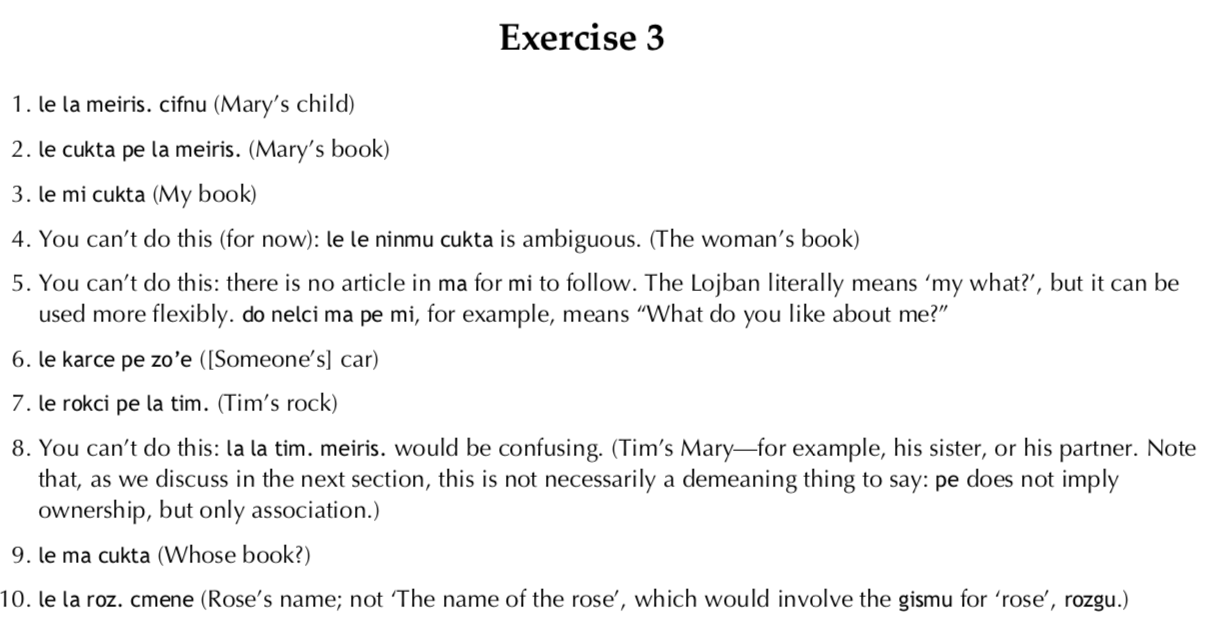 Exercise 3
1. le la meiris. cifnu (Mary’s child)
2. le cukta pe la meiris. (Mary’s book)
3. le mi cukta (My book)
4. You can’t do this (for now): le le ninmu cukta is ambiguous. (The woman’s book)
5. You can’t do this: there is no article in ma for mi to follow. The Lojban literally means ‘my what?’, but it can be
used more flexibly. do nelci ma pe mi, for example, means “What do you like about me?”
6. le karce pe zo’e ([Someone’s] car)
7. le rokci pe la tim. (Tim’s rock)
8. You can’t do this: la la tim. meiris. would be confusing. (Tim’s Mary—for example, his sister, or his partner. Note
that, as we discuss in the next section, this is not necessarily a demeaning thing to say: pe does not imply
ownership, but only association.)
9. le ma cukta (Whose book?)
10. le la roz. cmene (Rose’s name; not ‘The name of the rose’, which would involve the gismu for ‘rose’, rozgu.)